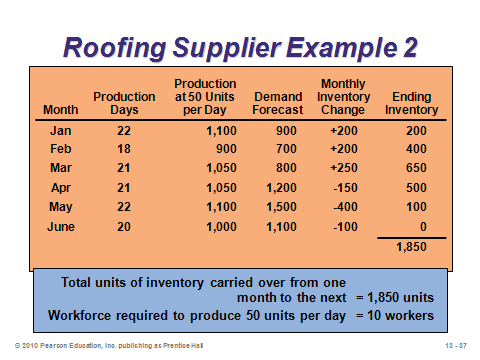 Roofing Supplier Example 2
Month Production Days Production at 50 Units per Day Demand Forecast Monthly Inventory Change Ending Inventory
Jan 22 1,100 900 +200 200
Feb 18 900 700 +200 400
Mar 21 1,050 800 +250 650
Apr 21 1,050 1,200 -150 500
May 22 1,100 1,500 -400 100
June 20 1,000 1,100 -100 0
1,850
Total units of inventory carried over from one
month to the next = 1,850 units
Workforce required to produce 50 units per day = 10 workers
© 2010 Pearson Education, Inc. publishing as Prentice Hall 13 - 37